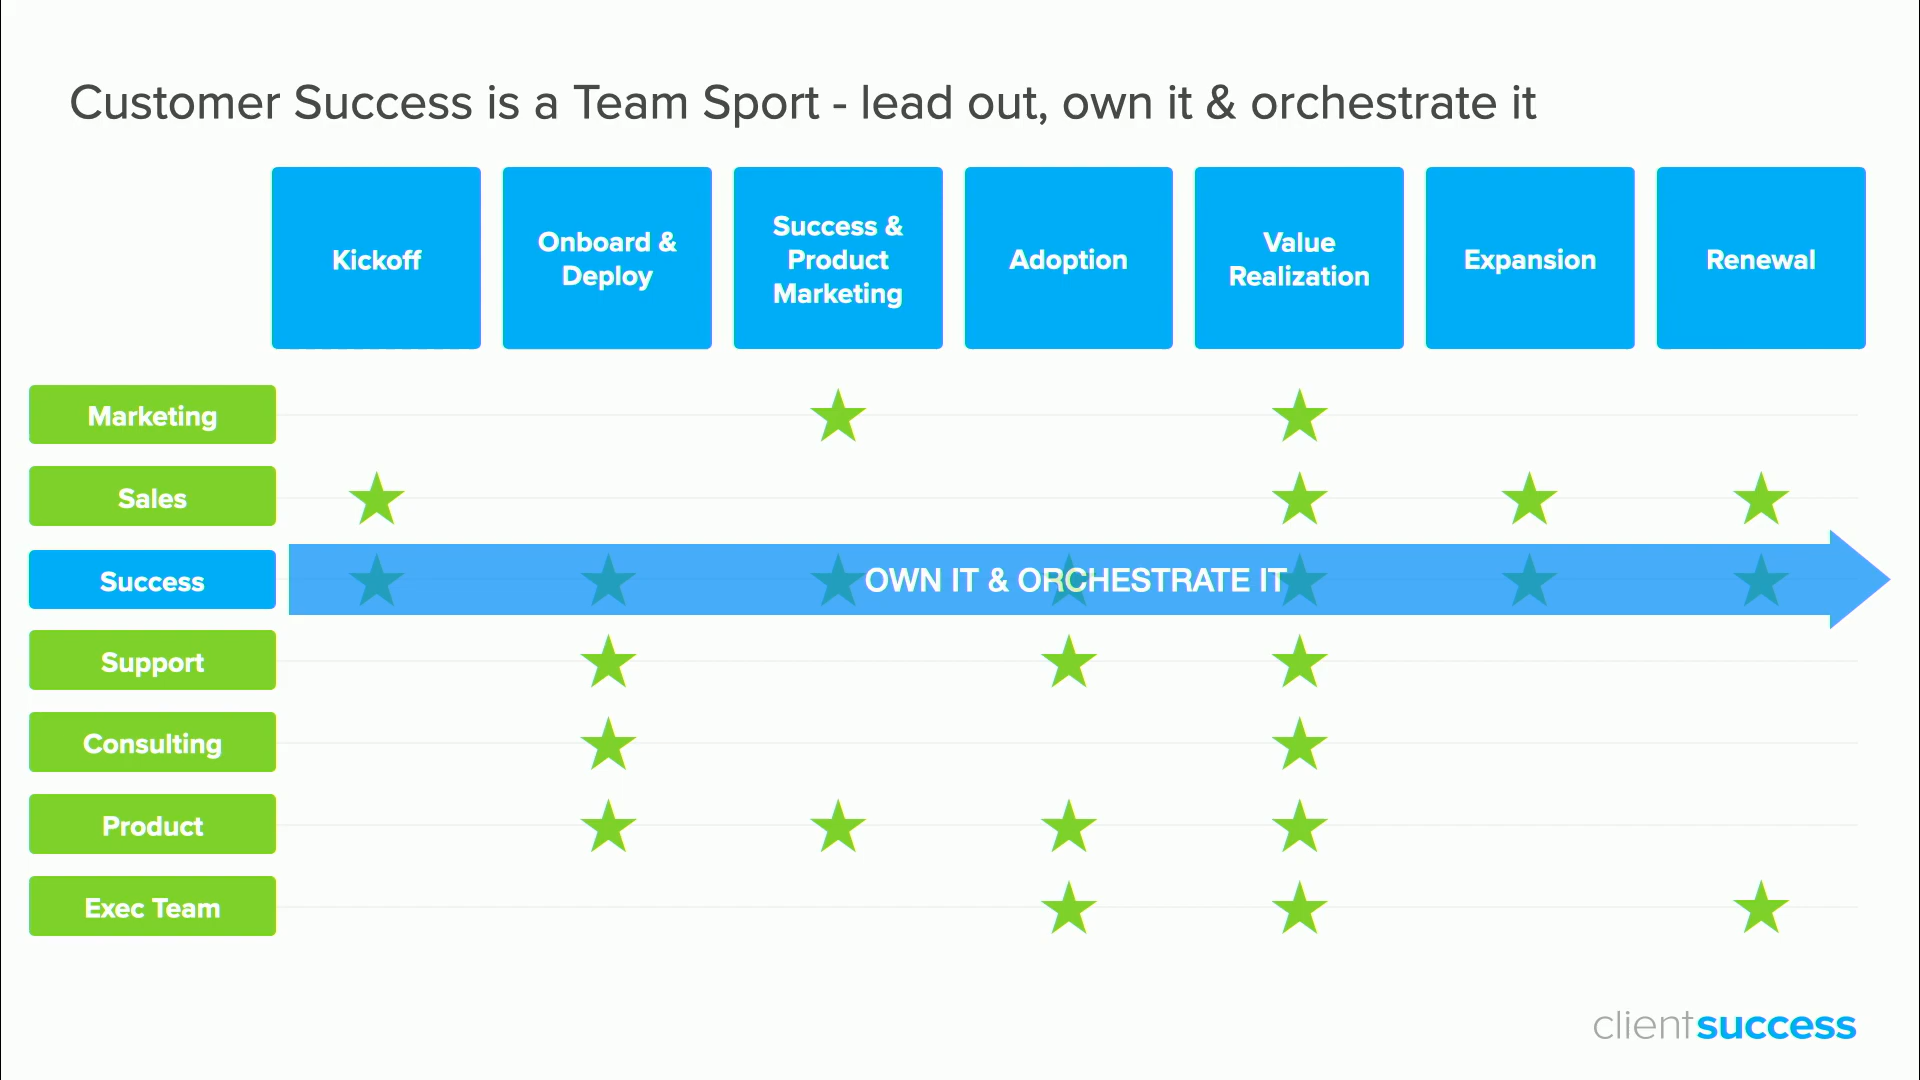 Customer Success is a Team Sport - lead out, own it & orchestrate it
Kickoff
Onboard &
Deploy
Success &
Product
Marketing
Adoption
Value
Realization
Expansion
Renewal
Marketing
Sales
Success
OWN IT & ORCHESTRATE IT
Support
Consulting
Product
Exec Team
clientsuccess